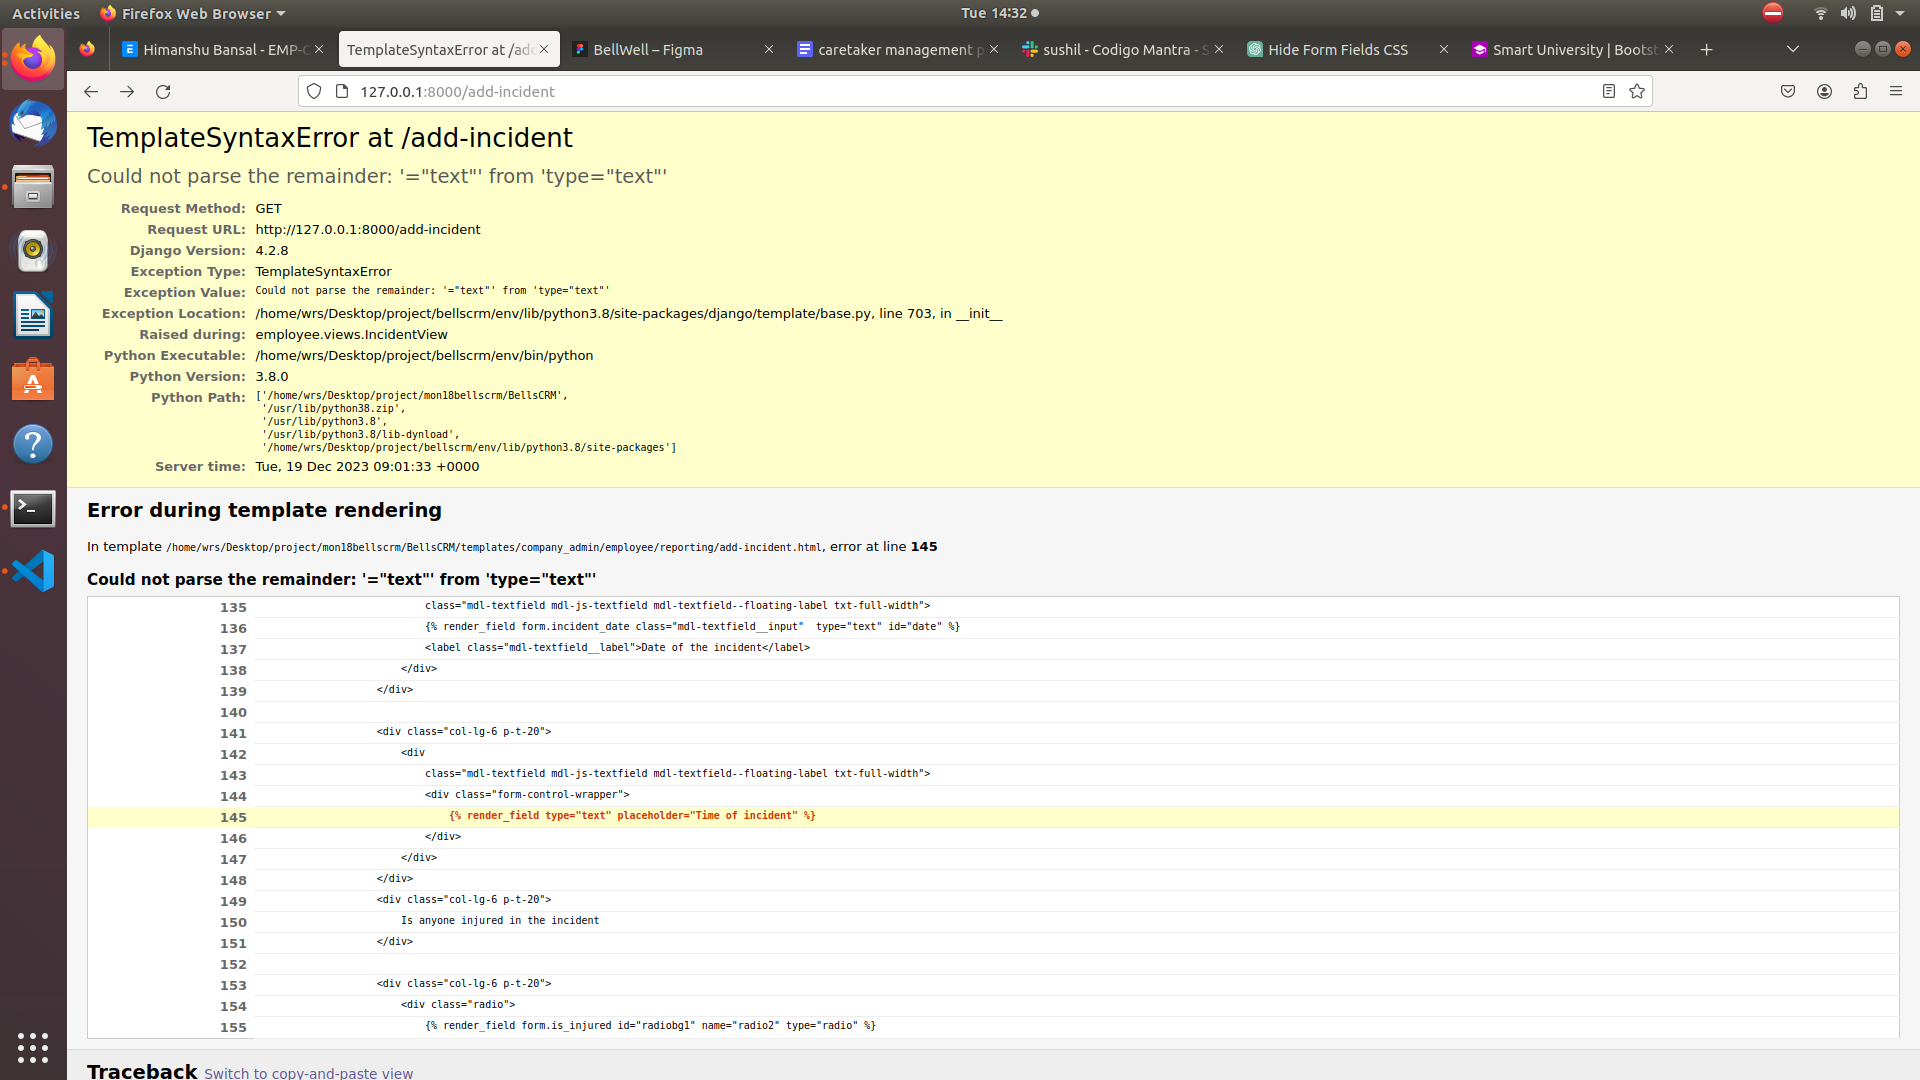 Activities
Firefox Web Browser
Tue 14:32
Himanshu Bansal - EMP-C
TemplateSyntaxError at /add
BellWell – Figma
caretaker management p
sushil - Codigo Mantra - S
Hide Form Fields CSS
Smart University | Bootst
127.0.0.1:8000/add-incident
TemplateSyntaxError at /add-incident
Could not parse the remainder: '="text"' from 'type="text"'
Request Method: GET
Request URL: http://127.0.0.1:8000/add-incident
Django Version: 4.2.8
Exception Type: TemplateSyntaxError
Exception Value: Could not parse the remainder: '="text"' from 'type="text"'
Exception Location: /home/wrs/Desktop/project/bellscrm/env/lib/python3.8/site-packages/django/template/base.py, line 703, in __init__
Raised during: employee.views.IncidentView
Python Executable: /home/wrs/Desktop/project/bellscrm/env/bin/python
Python Version: 3.8.0
Python Path: ['/home/wrs/Desktop/project/mon18bellscrm/BellsCRM',
'/usr/lib/python38.zip',
'/usr/lib/python3.8',
'/usr/lib/python3.8/lib-dynload',
'/home/wrs/Desktop/project/bellscrm/env/lib/python3.8/site-packages']
Server time: Tue, 19 Dec 2023 09:01:33 +0000
Error during template rendering
In template /home/wrs/Desktop/project/mon18bellscrm/BellsCRM/templates/company_admin/employee/reporting/add-incident.html, error at line 145
Could not parse the remainder: '="text"' from 'type="text"'
135 class="mdl-textfield mdl-js-textfield mdl-textfield--floating-label txt-full-width">
136 {% render_field form.incident_date class="mdl-textfield__input"  type="text" id="date" %}
137 <label class="mdl-textfield__label">Date of the incident</label>
138 </div>
139 </div>
140
141 <div class="col-lg-6 p-t-20">
142 <div
143 class="mdl-textfield mdl-js-textfield mdl-textfield--floating-label txt-full-width">
144 <div class="form-control-wrapper">
145 {% render_field type="text" placeholder="Time of incident" %}
146 </div>
147 </div>
148 </div>
149 <div class="col-lg-6 p-t-20">
150 Is anyone injured in the incident
151 </div>
152
153 <div class="col-lg-6 p-t-20">
154 <div class="radio">
155 {% render_field form.is_injured id="radiobg1" name="radio2" type="radio" %}
Traceback Switch to copy-and-paste view